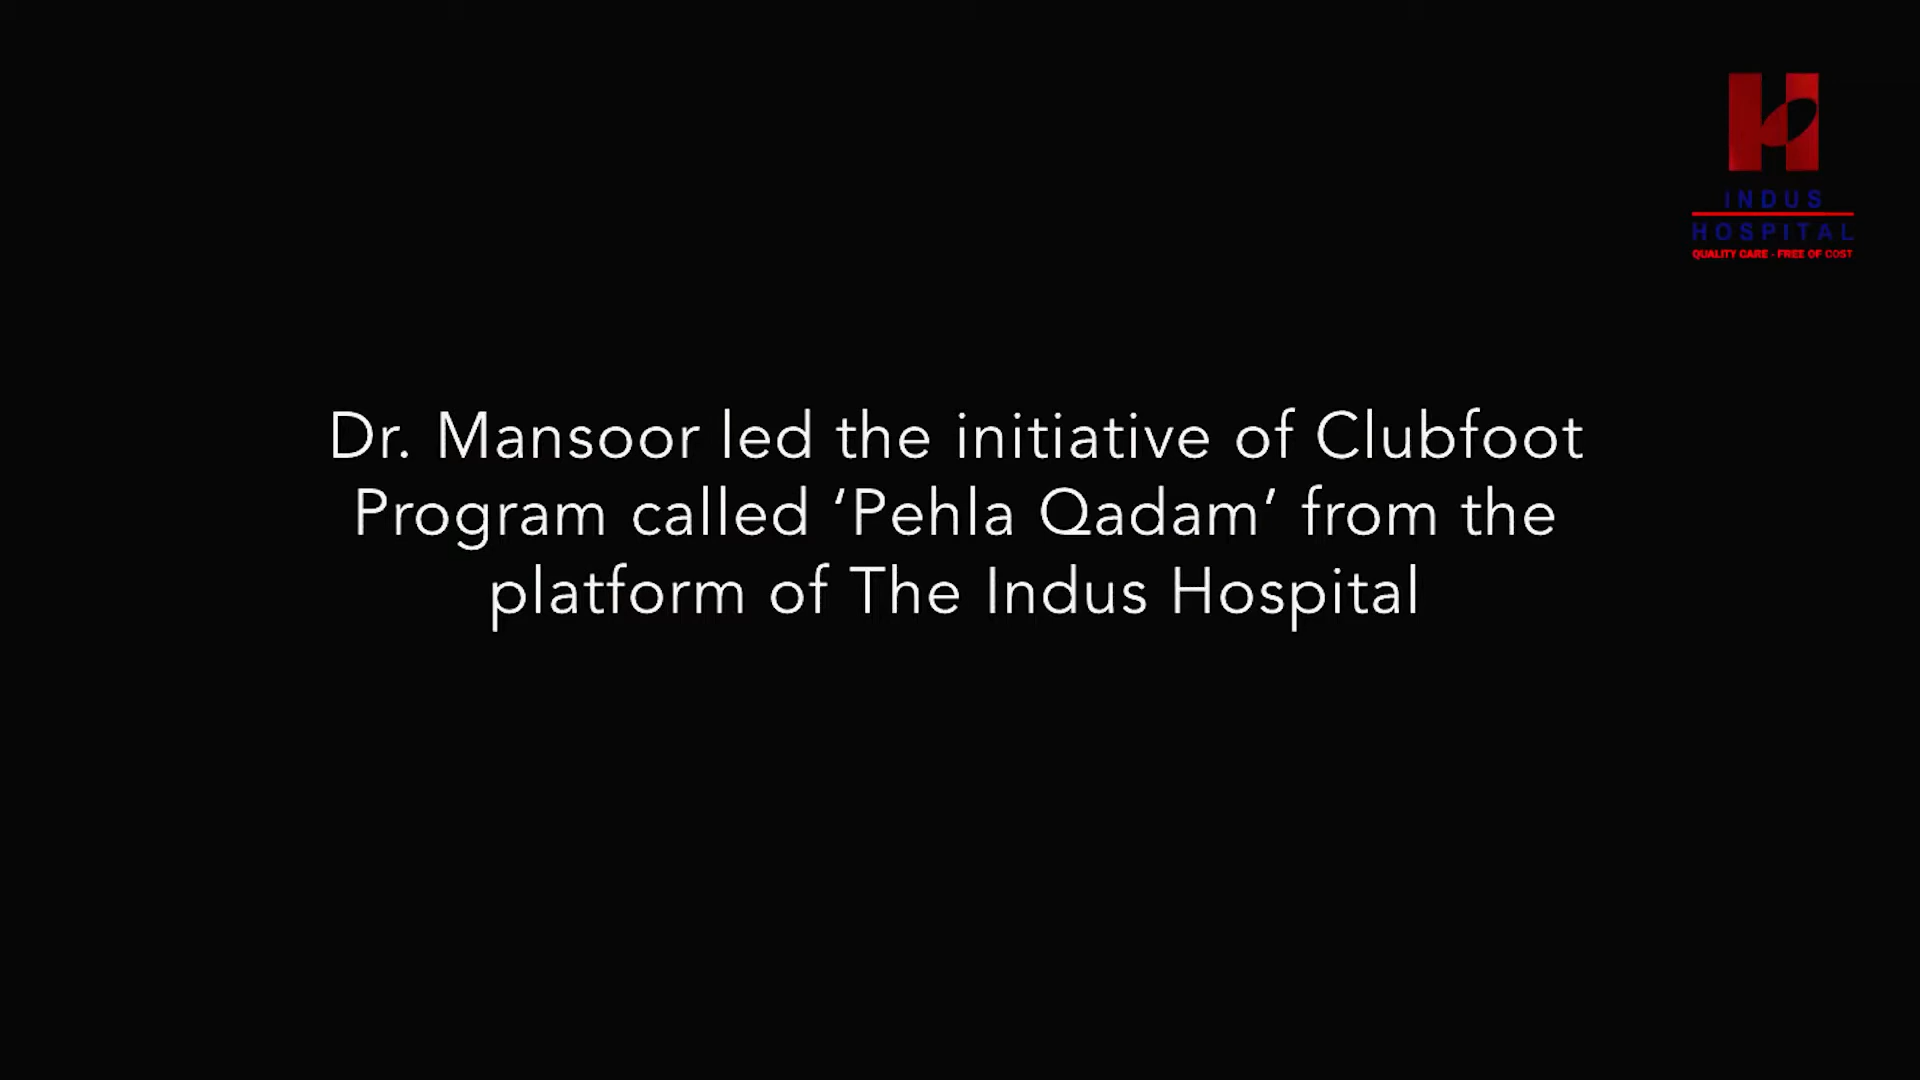 INDUS
HOSPITAL
QUALITY CARE - FREE OF COST
Dr. Mansoor led the initiative of Clubfoot
Program called ‘Pehla Qadam’ from the
platform of The Indus Hospital